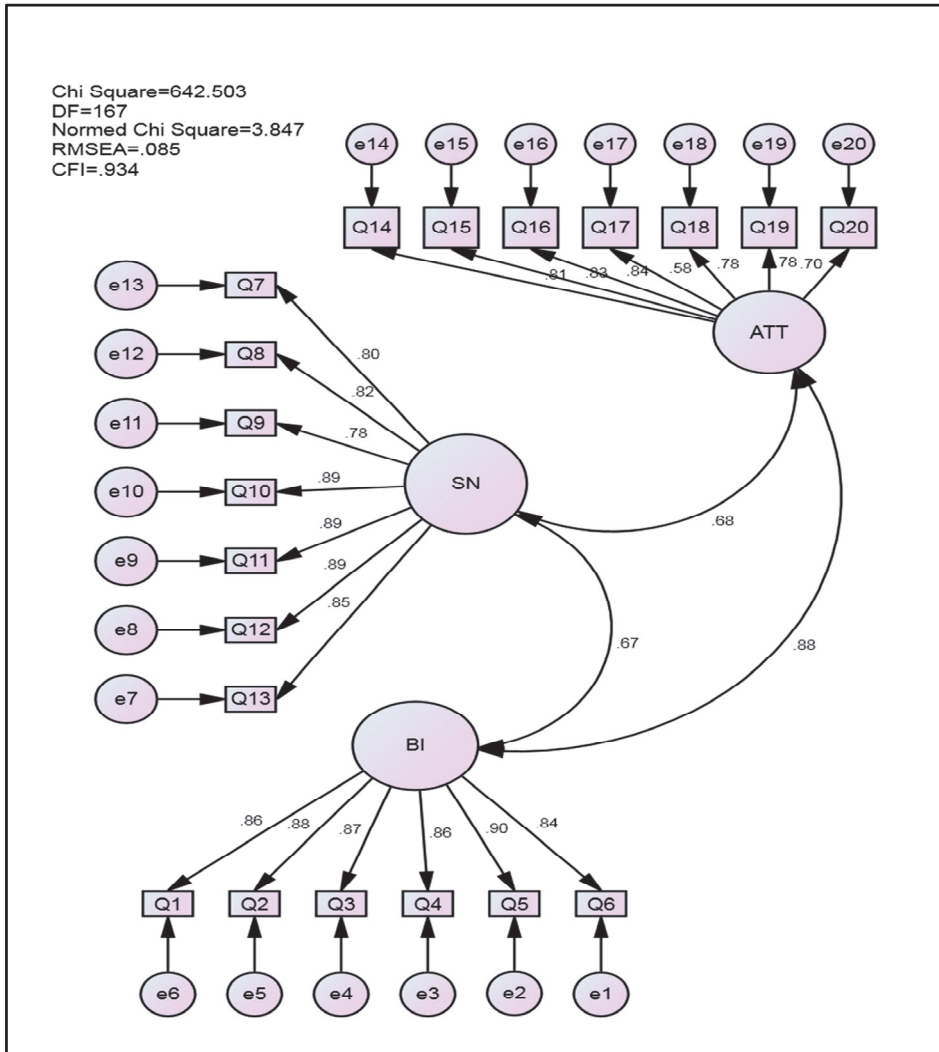 Chi Square=642.503
DF=167
Normed Chi Square=3.847
RMSEA=.085
CFI=.934
e14 e15 e16 e17 e18 e19 e20
Q14 Q15 Q16 Q17 Q18 Q19 Q20
.81 .83 .84 .58 .78 .78 .70
ATT
e13 Q7
e12 Q8
e11 Q9
e10 Q10
e9 Q11
e8 Q12
e7 Q13
.80
.82
.78
.89
.89
.89
.85
SN
.68
.67
.88
BI
.86 .88 .87 .86 .90 .84
Q1 Q2 Q3 Q4 Q5 Q6
e6 e5 e4 e3 e2 e1